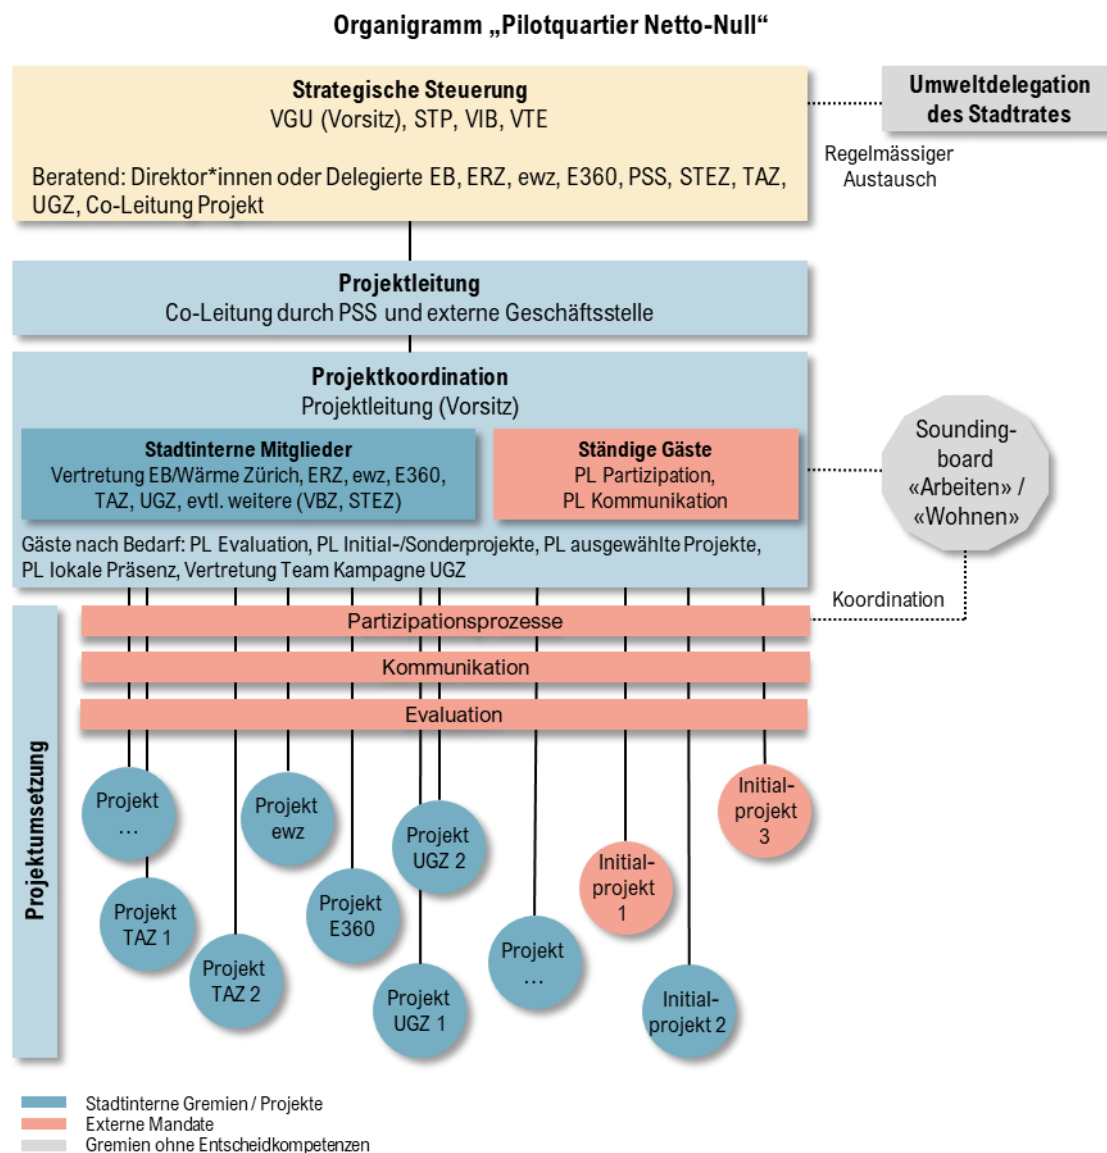 Organigramm „Pilotquartier Netto-Null“
Strategische Steuerung
VGU (Vorsitz), STP, VIB, VTE
Beratend: Direktor*innen oder Delegierte EB, ERZ, ewz, E360, PSS, STEZ, TAZ,
UGZ, Co-Leitung Projekt
Umweltdelegation
des Stadtrates
Regelmässiger
Austausch
Projektleitung
Co-Leitung durch PSS und externe Geschäftsstelle
Projektkoordination
Projektleitung (Vorsitz)
Stadtinterne Mitglieder
Vertretung EB/Wärme Zürich, ERZ, ewz, E360,
TAZ, UGZ, evtl. weitere (VBZ, STEZ)
Ständige Gäste
PL Partizipation,
PL Kommunikation
Gäste nach Bedarf: PL Evaluation, PL Initial-/Sonderprojekte, PL ausgewählte Projekte,
PL lokale Präsenz, Vertretung Team Kampagne UGZ
Sounding-
board
«Arbeiten» /
«Wohnen»
Koordination
Projektumsetzung
Partizipationsprozesse
Kommunikation
Evaluation
Projekt
...
Projekt
TAZ 1
Projekt
TAZ 2
Projekt
ewz
Projekt
E360
Projekt
UGZ 2
Projekt
UGZ 1
Projekt
...
Initial-
projekt
1
Initial-
projekt 2
Initial-
projekt
3
Stadtinterne Gremien / Projekte
Externe Mandate
Gremien ohne Entscheidkompetenzen